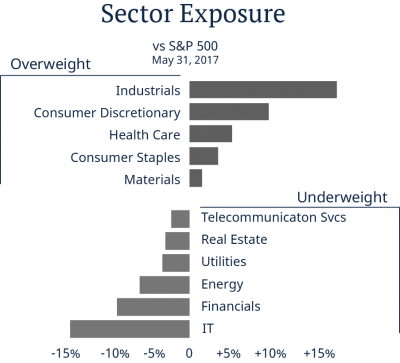 Sector Exposure
vs S&P 500
May 31, 2017
Overweight
Industrials
Consumer Discretionary
Health Care
Consumer Staples
Materials
Underweight
Telecommunicaton Svcs
Real Estate
Utilities
Energy
Financials
IT
-15% -10% -5% 0 +5% +10% +15%